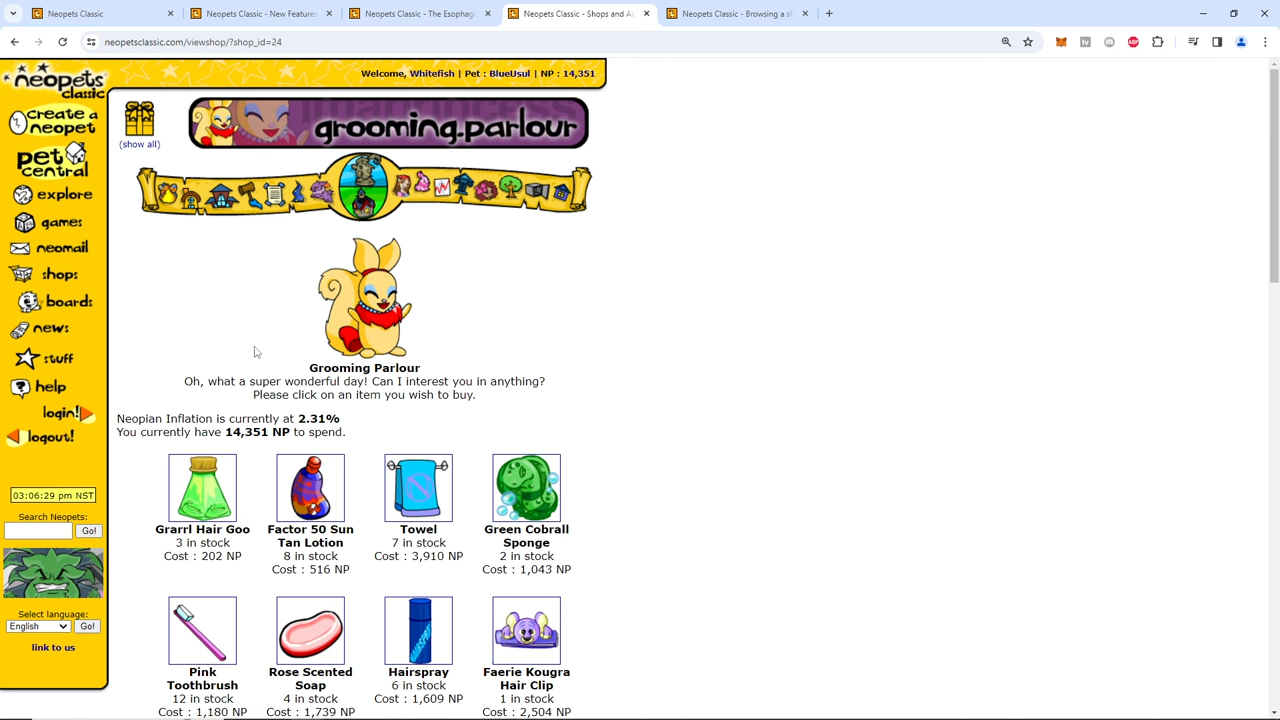 Neopets Classic
Neopets Classic - New Features
Neopets Classic - The Esophag
Neopets Classic - Shops and Au
Neopets Classic - Browsing a sh
neopetsclassic.com/viewshop/?shop_id=24
neopets
classic
Welcome, Whitefish | Pet : BlueUsul | NP : 14,351
create a
neopet
pet
central
explore
games
neomail
shops
boards
news
stuff
help
login!
logout!
03:06:29 pm NST
Search Neopets:
Go!
Select language:
English
Go!
link to us
(show all)
grooming.parlour
Grooming Parlour
Oh, what a super wonderful day! Can I interest you in anything?
Please click on an item you wish to buy.
Neopian Inflation is currently at 2.31%
You currently have 14,351 NP to spend.
Grarrl Hair Goo
3 in stock
Cost : 202 NP
Factor 50 Sun
Tan Lotion
8 in stock
Cost : 516 NP
Towel
7 in stock
Cost : 3,910 NP
Green Cobrall
Sponge
2 in stock
Cost : 1,043 NP
Pink
Toothbrush
12 in stock
Cost : 1,180 NP
Rose Scented
Soap
4 in stock
Cost : 1,739 NP
HAIRSPRAY
Hairspray
6 in stock
Cost : 1,609 NP
Faerie Kougra
Hair Clip
1 in stock
Cost : 2,504 NP